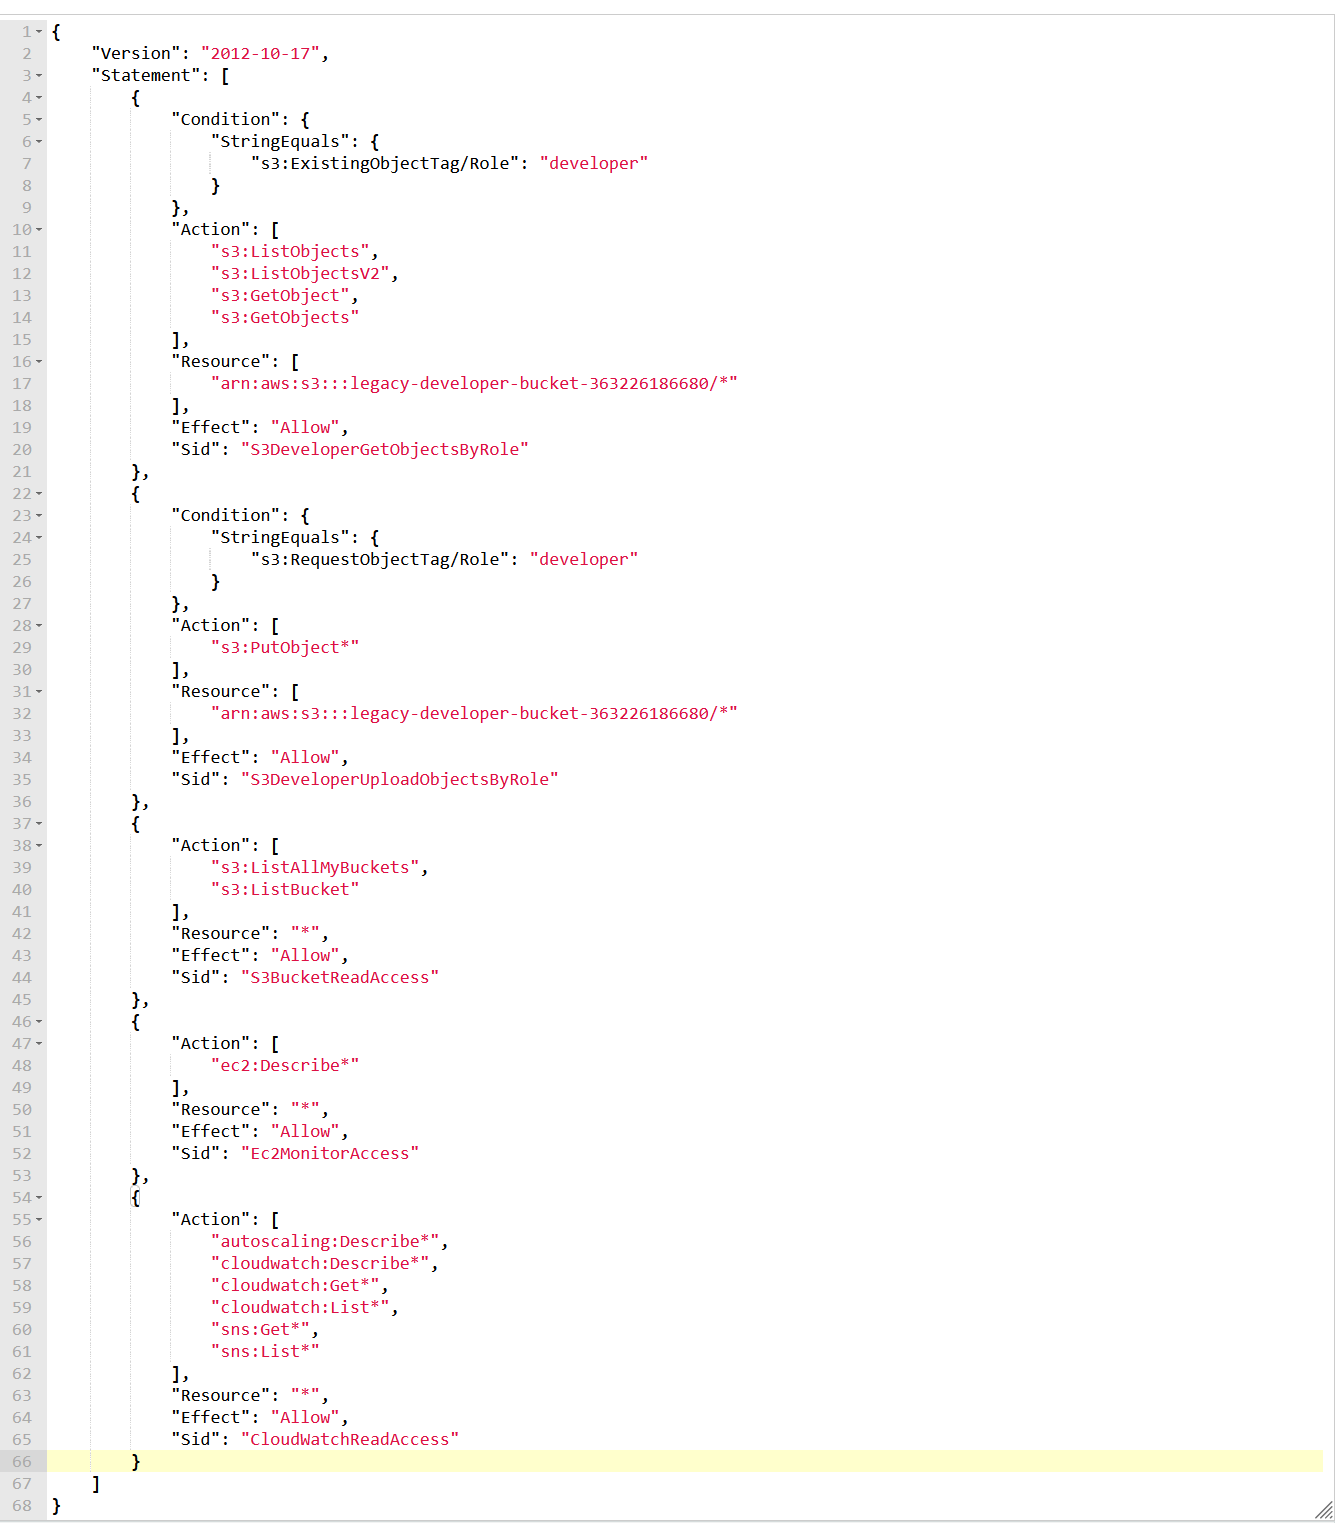 1 {
2 "Version": "2012-10-17",
3 "Statement": [
4 {
5 "Condition": {
6 "StringEquals": {
7 "s3:ExistingObjectTag/Role": "developer"
8 }
9 },
10 "Action": [
11 "s3:ListObjects",
12 "s3:ListObjectsV2",
13 "s3:GetObject",
14 "s3:GetObjects"
15 ],
16 "Resource": [
17 "arn:aws:s3:::legacy-developer-bucket-363226186680/*"
18 ],
19 "Effect": "Allow",
20 "Sid": "S3DeveloperGetObjectsByRole"
21 },
22 {
23 "Condition": {
24 "StringEquals": {
25 "s3:RequestObjectTag/Role": "developer"
26 }
27 },
28 "Action": [
29 "s3:PutObject*"
30 ],
31 "Resource": [
32 "arn:aws:s3:::legacy-developer-bucket-363226186680/*"
33 ],
34 "Effect": "Allow",
35 "Sid": "S3DeveloperUploadObjectsByRole"
36 },
37 {
38 "Action": [
39 "s3:ListAllMyBuckets",
40 "s3:ListBucket"
41 ],
42 "Resource": "*",
43 "Effect": "Allow",
44 "Sid": "S3BucketReadAccess"
45 },
46 {
47 "Action": [
48 "ec2:Describe*"
49 ],
50 "Resource": "*",
51 "Effect": "Allow",
52 "Sid": "Ec2MonitorAccess"
53 },
54 {
55 "Action": [
56 "autoscaling:Describe*",
57 "cloudwatch:Describe*",
58 "cloudwatch:Get*",
59 "cloudwatch:List*",
60 "sns:Get*",
61 "sns:List*"
62 ],
63 "Resource": "*",
64 "Effect": "Allow",
65 "Sid": "CloudWatchReadAccess"
66 }
67 ]
68 }